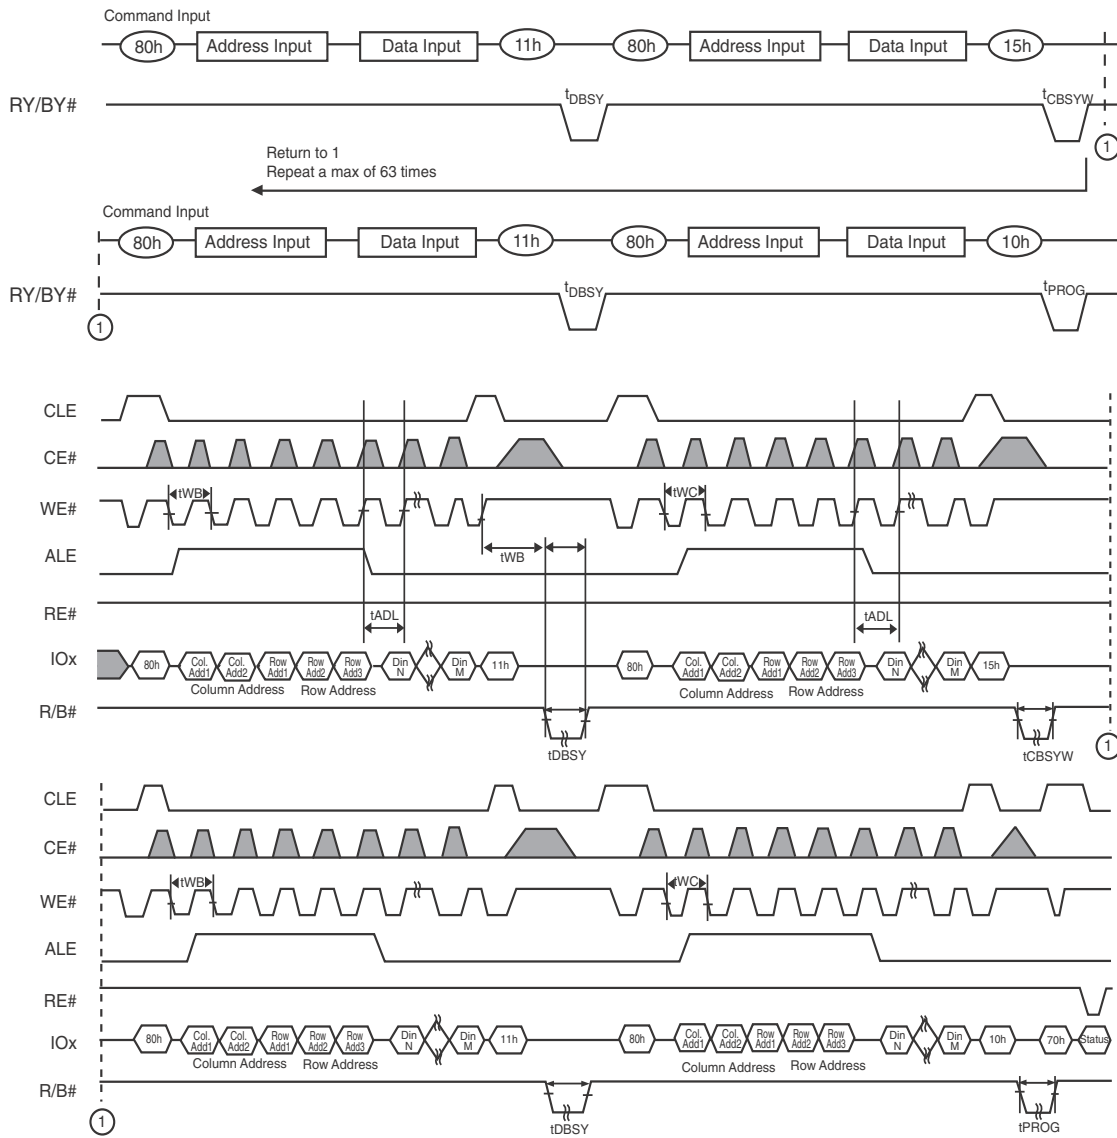 Command Input
80h Address Input Data Input 11h 80h Address Input Data Input 15h
RY/BY# tDBSY tCBSYW
1
Return to 1
Repeat a max of 63 times
Command Input
80h Address Input Data Input 11h 80h Address Input Data Input 10h
RY/BY# tDBSY tPROG
1
CLE
CE#
WE# tWB tWC
ALE tWB
RE# tADL tADL
IOx 80h Col. Add1 Col. Add2 Row Add1 Row Add2 Row Add3 Din N Din M 11h 80h Col. Add1 Col. Add2 Row Add1 Row Add2 Row Add3 Din N Din M 15h
Column Address Row Address Column Address Row Address
R/B#
tDBSY tCBSYW 1
CLE
CE#
WE# tWB tWC
ALE
RE#
IOx 80h Col. Add1 Col. Add2 Row Add1 Row Add2 Row Add3 Din N Din M 11h 80h Col. Add1 Col. Add2 Row Add1 Row Add2 Row Add3 Din N Din M 10h 70h Status
Column Address Row Address Column Address Row Address
R/B#
1 tDBSY tPROG